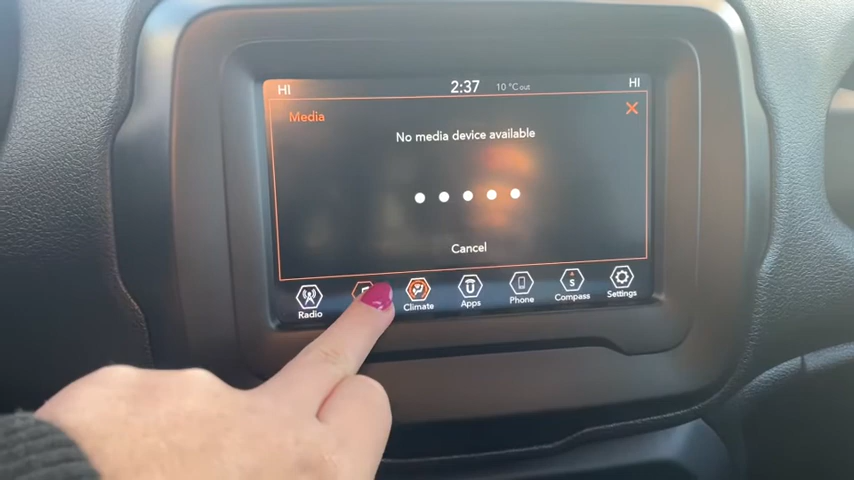 HI 2:37 10 °C out HI
Media
No media device available
Cancel
Radio Climate Apps Phone Compass Settings
S